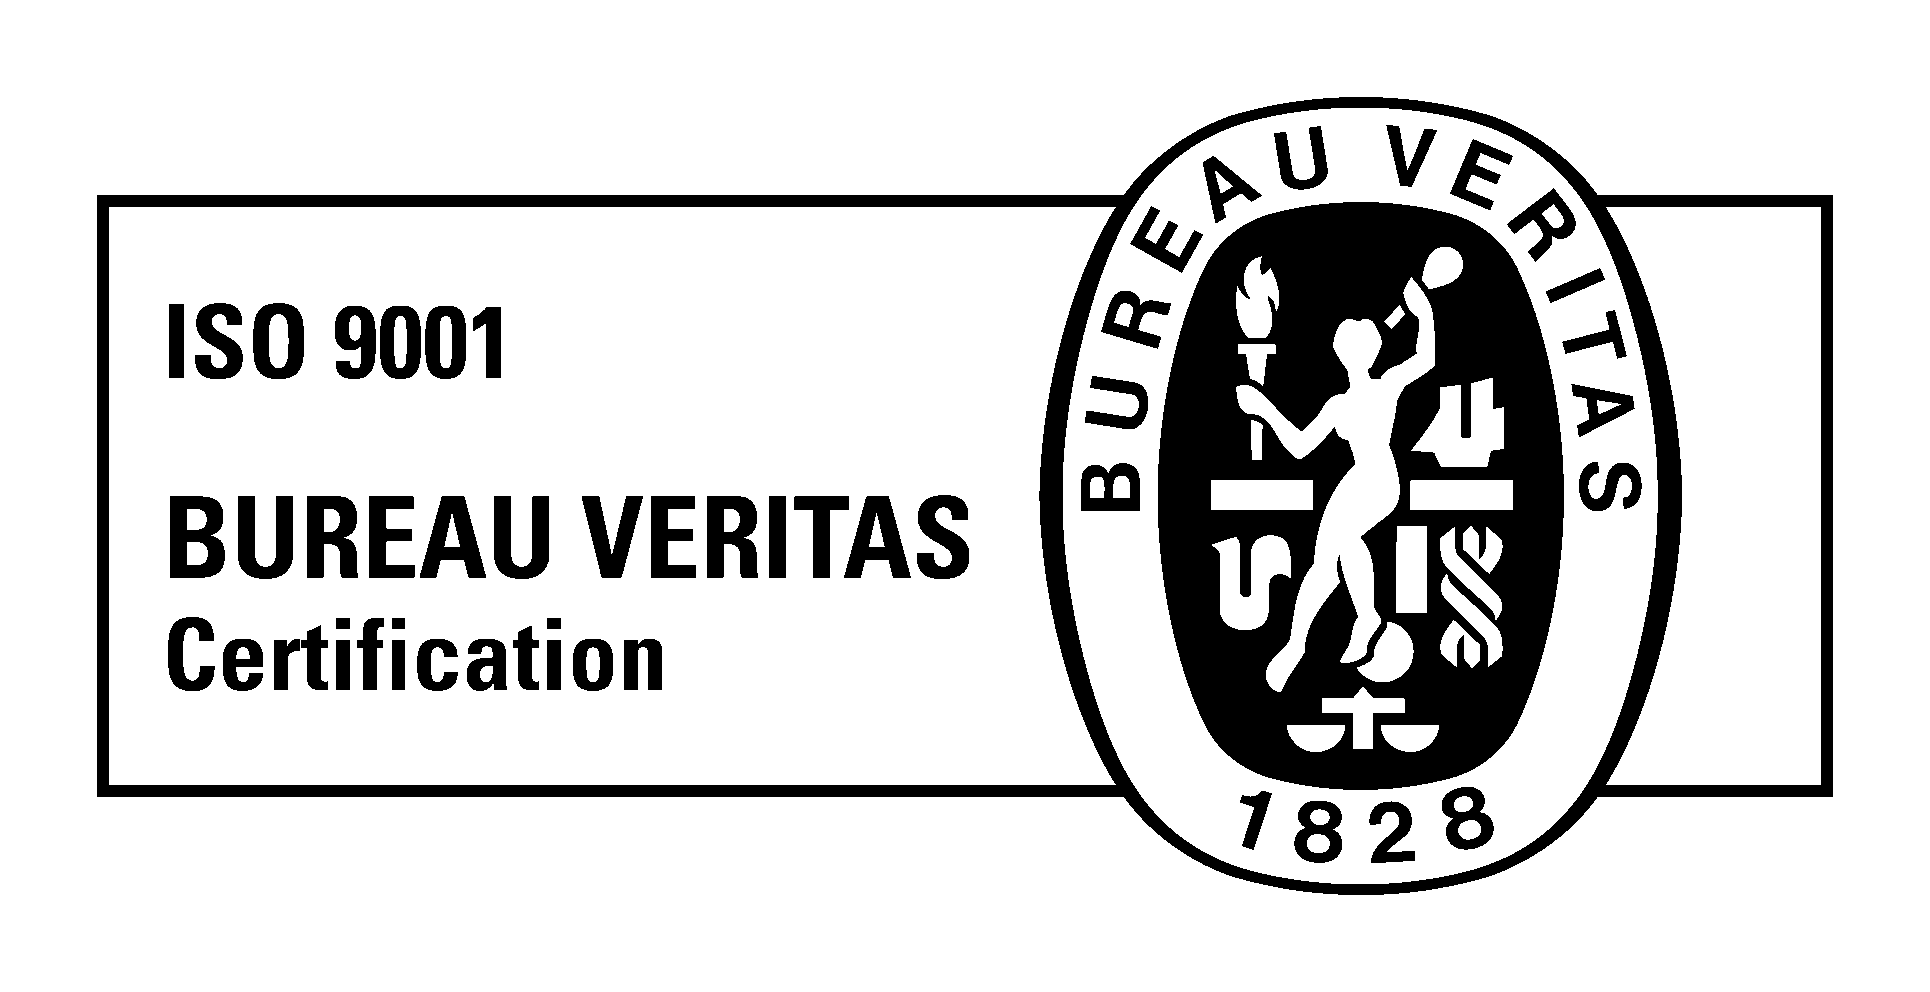 ISO 9001
BUREAU VERITAS
Certification
BUREAU VERITAS
1828